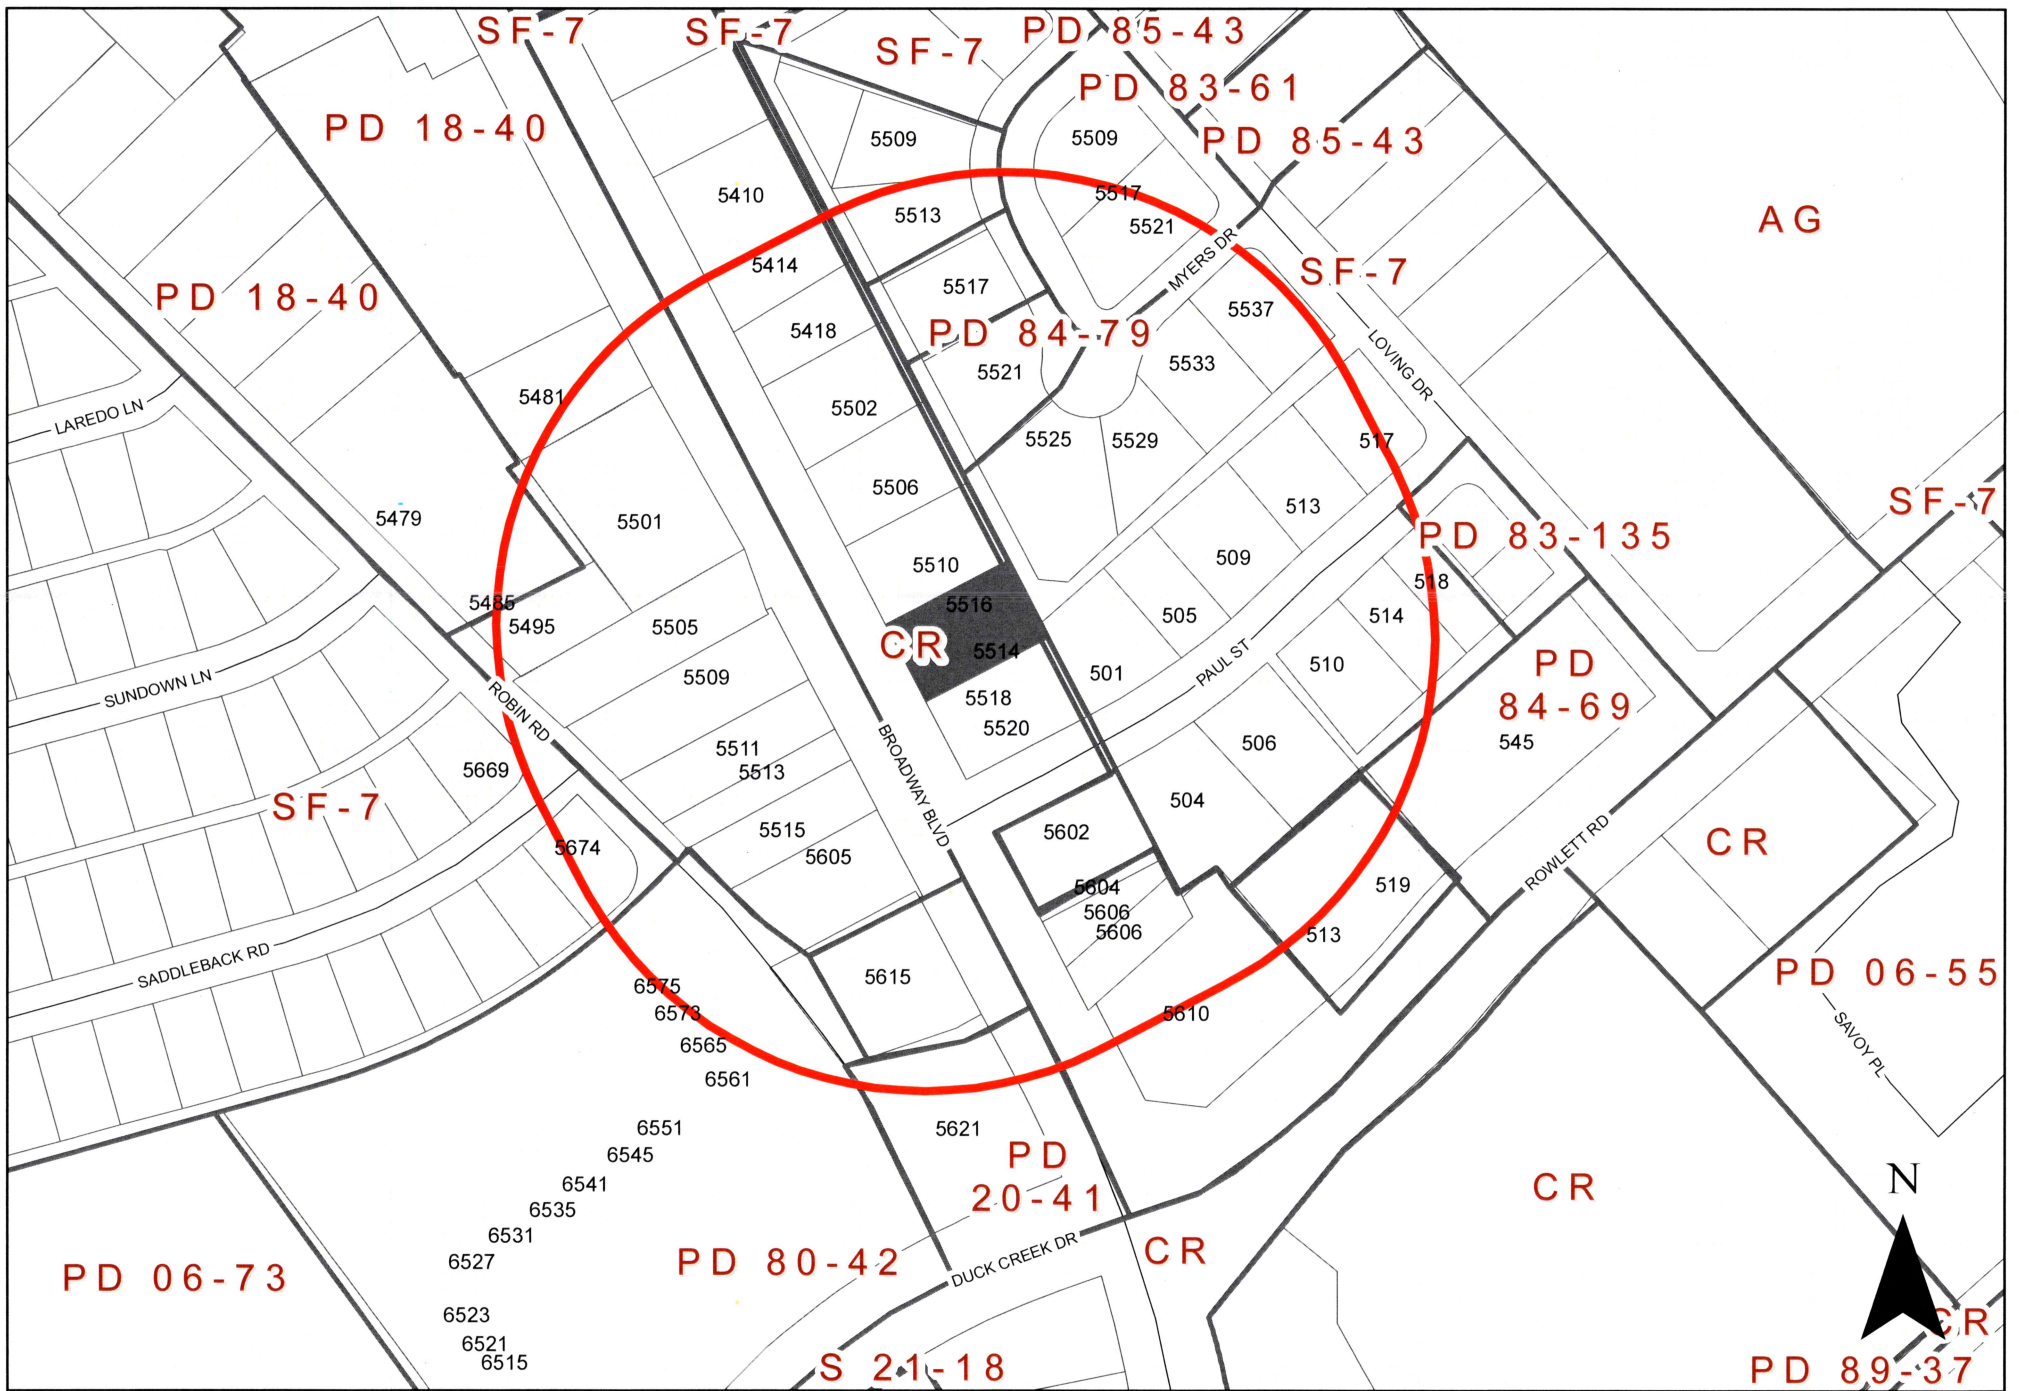 SF-7
SF-7
SF-7
PD 85-43
PD 83-61
PD 18-40
5509
5509
PD 85-43
5410
5517
5513
5521
AG
MYERS DR
5414
SF-7
PD 18-40
5517
5537
5418
PD 84-79
5533
LOVING DR
5521
5481
5502
LAREDO LN
5525
5529
517
5506
SF-7
5479
5501
513
PD 83-135
5510
509
518
5485
5516
5495
5505
505
514
CR
5514
PAUL ST
510
PD
84-69
SUNDOWN LN
5509
501
5518
ROBIN RD
5520
506
545
5511
5513
BROADWAY BLVD
5669
SF-7
504
5515
5602
5605
5674
CR
ROWLETT RD
5604
519
5606
5606
513
SADDLEBACK RD
5615
PD 06-55
6575
6573
5610
6565
SAVOY PL
6561
6551
5621
6545
PD
20-41
6541
6535
CR
N
6531
6527
PD 80-42
DUCK CREEK DR
CR
PD 06-73
6523
6521
6515
CR
S 21-18
PD 89-37